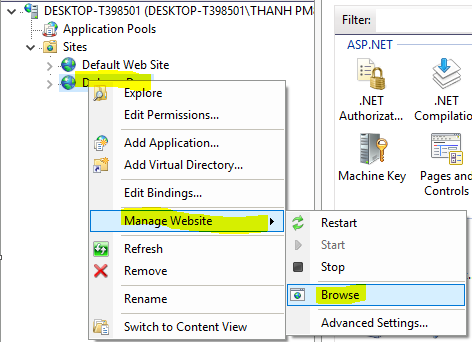 DESKTOP-T398501 (DESKTOP-T398501\THANH PM
Application Pools
Sites
Default Web Site
Explore
Edit Permissions...
Add Application...
Add Virtual Directory...
Edit Bindings...
Manage Website
Refresh
Remove
Rename
Switch to Content View
Restart
Start
Stop
Browse
Advanced Settings...
Filter:
ASP.NET
.NET
Authorizat...
.NET
Compilatio
Machine Key
Pages and
Controls